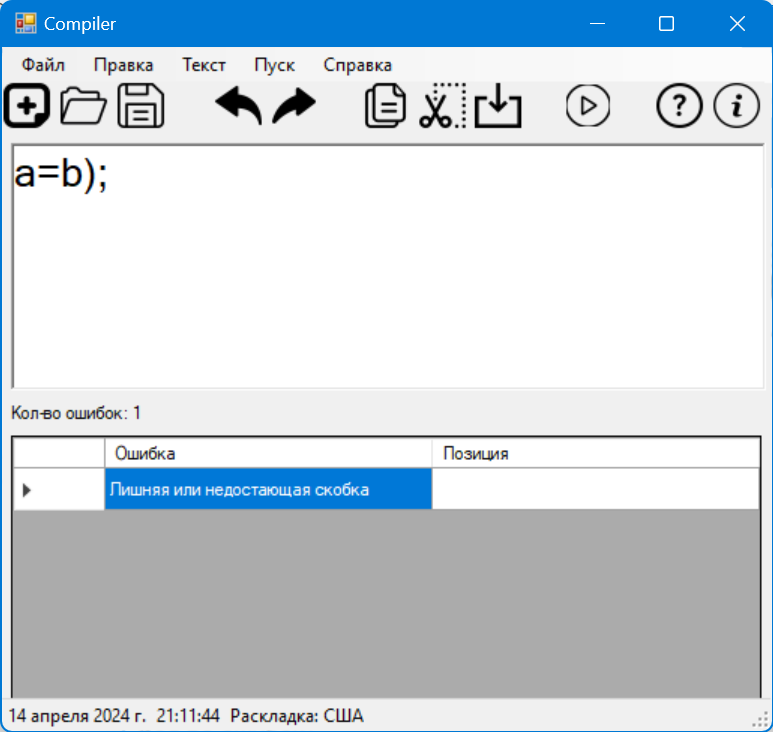 Compiler
Файл Правка Текст Пуск Справка
a=b);
Кол-во ошибок: 1
Ошибка Позиция
Лишняя или недостающая скобка
14 апреля 2024 г. 21:11:44 Раскладка: США